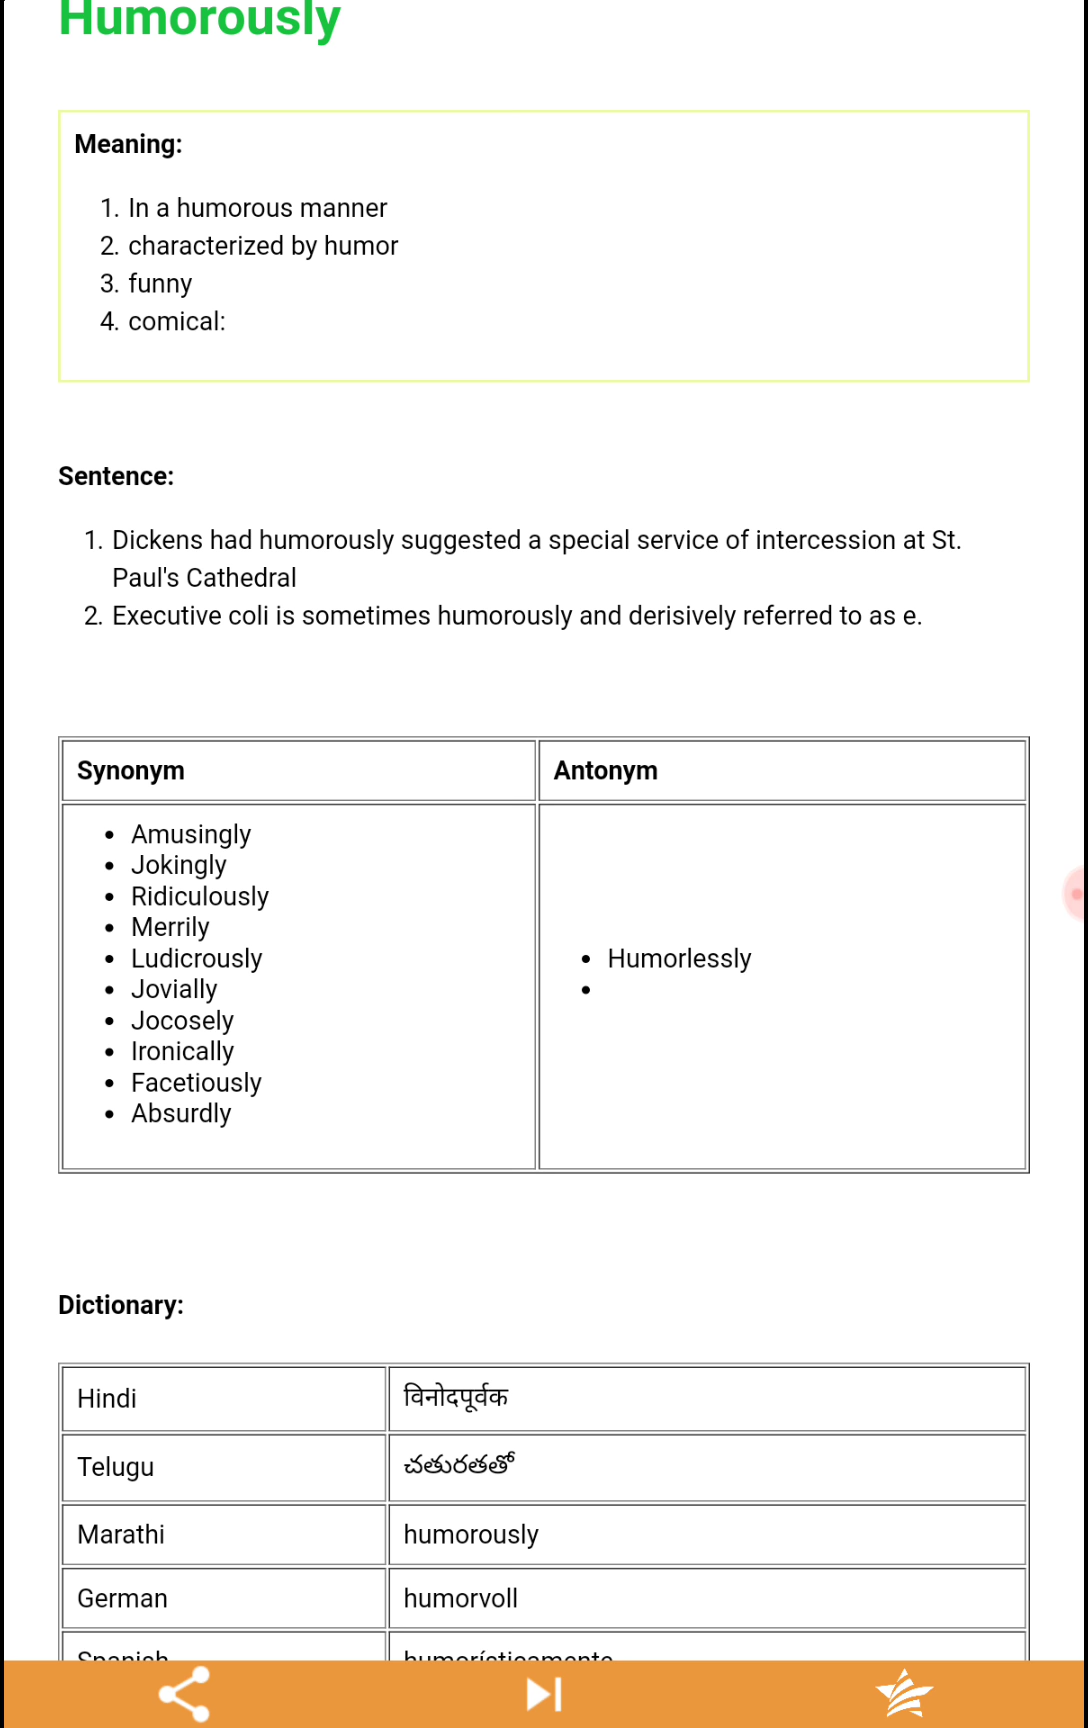 Humorously
Meaning:
1. In a humorous manner
2. characterized by humor
3. funny
4. comical:
Sentence:
1. Dickens had humorously suggested a special service of intercession at St.
Paul's Cathedral
2. Executive coli is sometimes humorously and derisively referred to as e.
Synonym Antonym
• Amusingly
• Jokingly
• Ridiculously
• Merrily
• Ludicrously
• Jovially
• Jocosely
• Ironically
• Facetiously
• Absurdly
• Humorlessly
•
Dictionary:
Hindi विनोदपूर्वक
Telugu చతురతతో
Marathi humorously
German humorvoll
Spanish humorísticamente